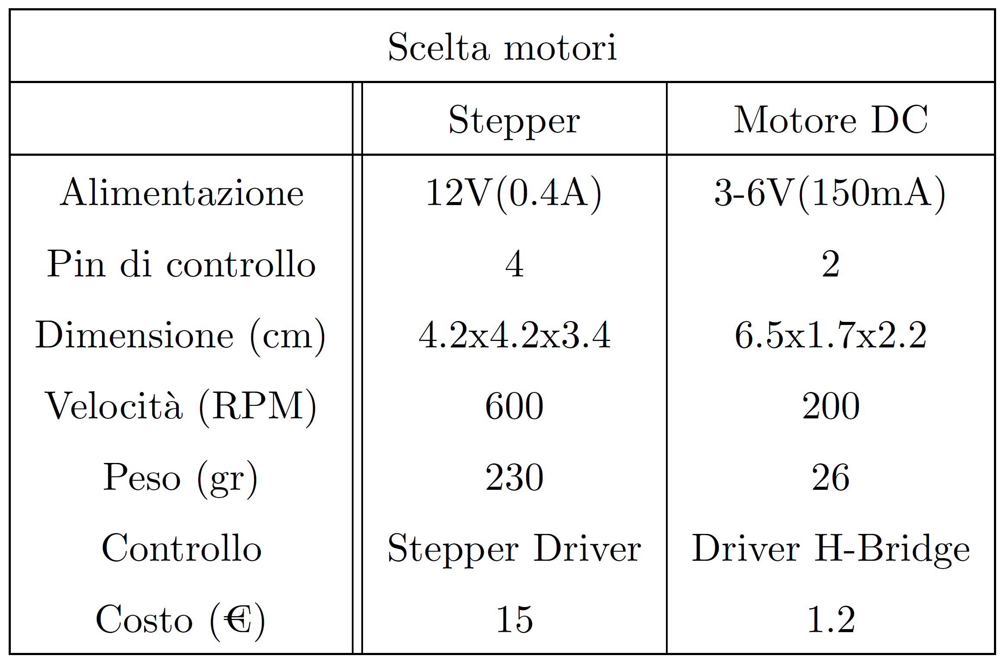 Scelta motori
Stepper Motore DC
Alimentazione 12V(0.4A) 3-6V(150mA)
Pin di controllo 4 2
Dimensione (cm) 4.2x4.2x3.4 6.5x1.7x2.2
Velocità (RPM) 600 200
Peso (gr) 230 26
Controllo Stepper Driver Driver H-Bridge
Costo (€) 15 1.2